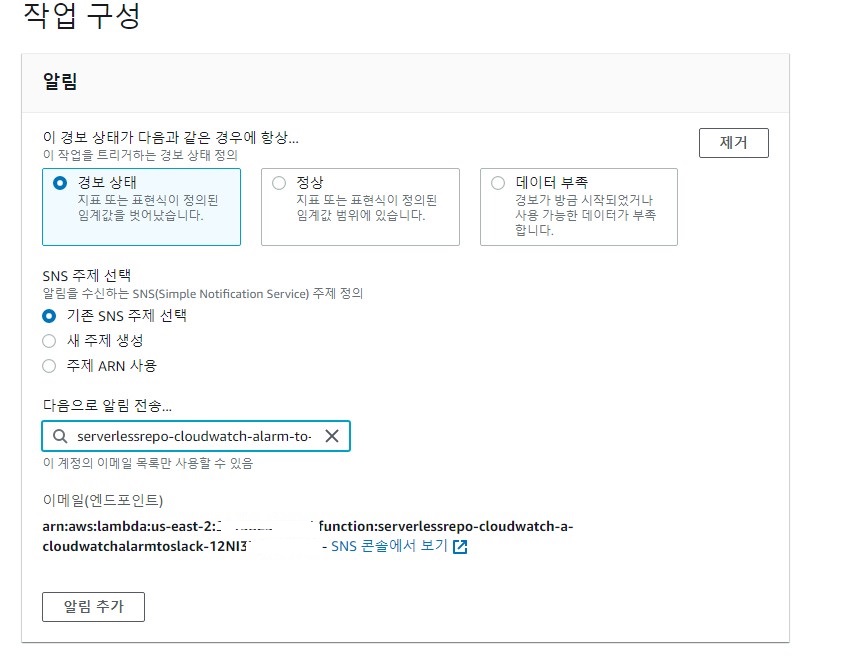 작업 구성
알림
이 경보 상태가 다음과 같은 경우에 항상...
이 작업을 트리거하는 경보 상태 정의
제거
경보 상태
지표 또는 표현식이 정의된
임계값을 벗어났습니다.
정상
지표 또는 표현식이 정의된
임계값 범위에 있습니다.
데이터 부족
경보가 방금 시작되었거나
사용 가능한 데이터가 부족
합니다.
SNS 주제 선택
알림을 수신하는 SNS(Simple Notification Service) 주제 정의
기존 SNS 주제 선택
새 주제 생성
주제 ARN 사용
다음으로 알림 전송...
serverlessrepo-cloudwatch-alarm-to-
이 계정의 이메일 목록만 사용할 수 있음
이메일(엔드포인트)
arn:aws:lambda:us-east-2: function:serverlessrepo-cloudwatch-a-
cloudwatchalarmtoslack-12NI3 - SNS 콘솔에서 보기
알림 추가